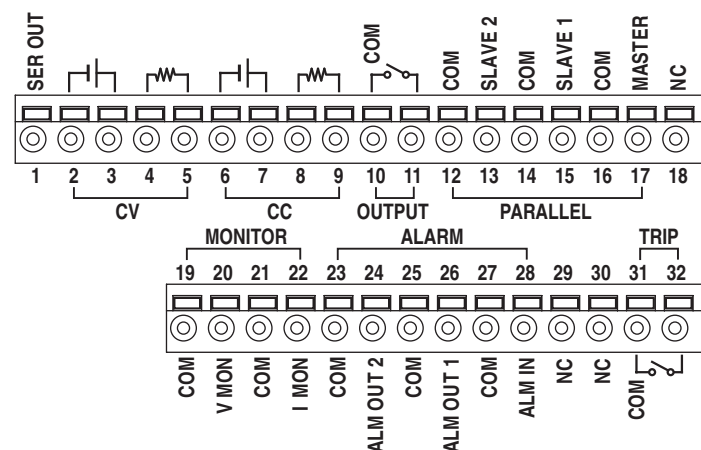 SER OUT
COM
COM
SLAVE 2
COM
SLAVE 1
COM
MASTER
NC
1 2 3 4 5 6 7 8 9 10 11 12 13 14 15 16 17 18
CV CC OUTPUT PARALLEL
MONITOR ALARM TRIP
19 20 21 22 23 24 25 26 27 28 29 30 31 32
COM
V MON
COM
I MON
COM
ALM OUT 2
COM
ALM OUT 1
COM
ALM IN
NC
NC
COM